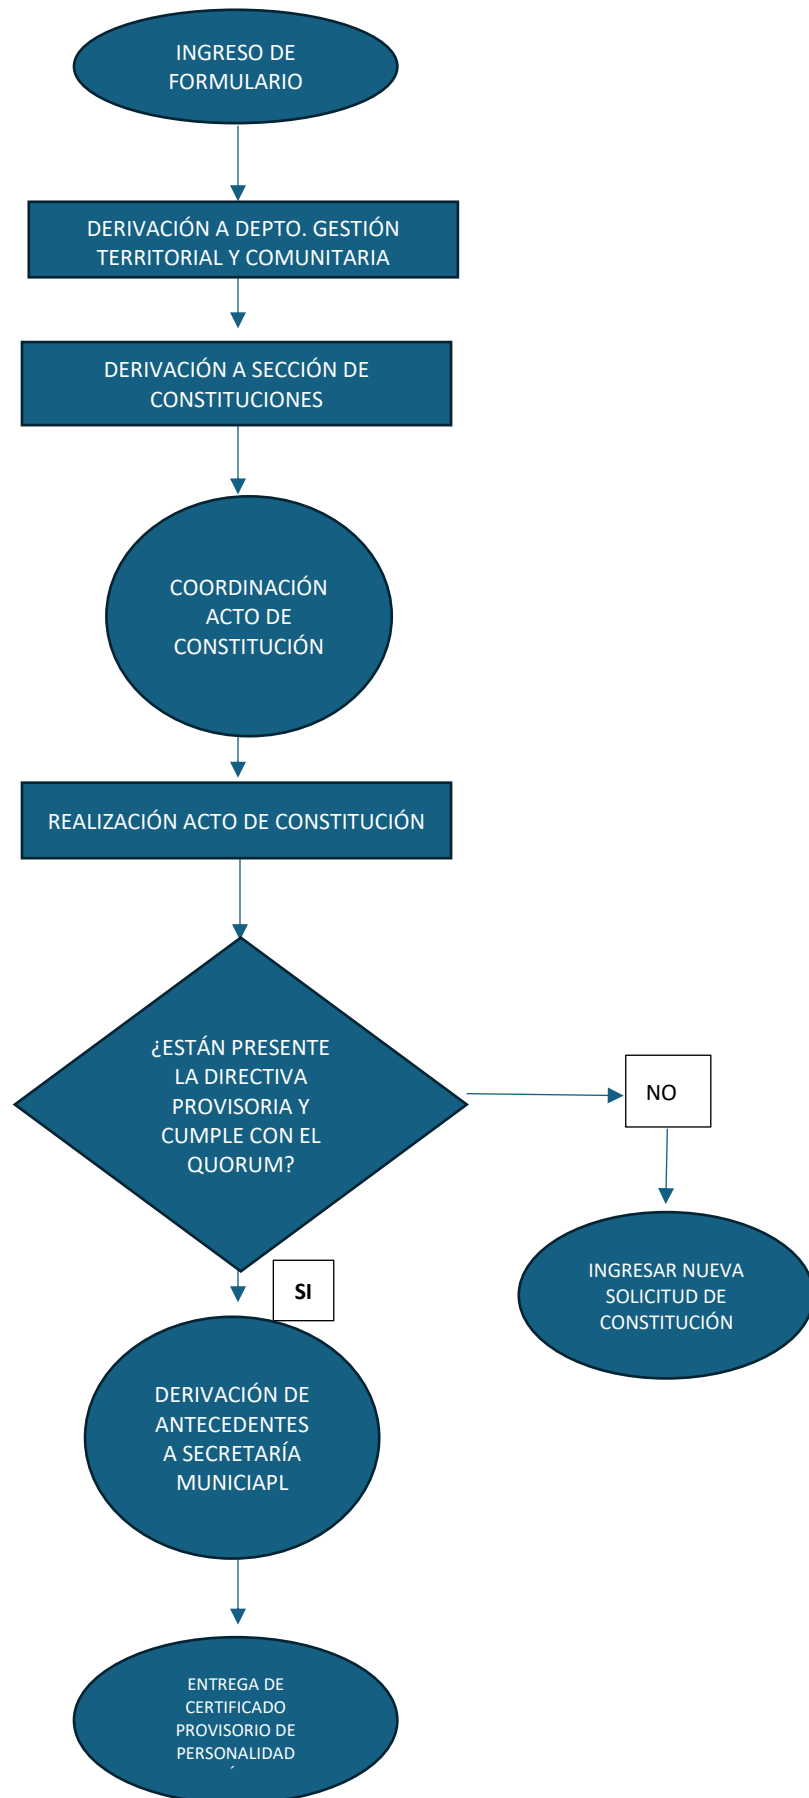 INGRESO DE
FORMULARIO
DERIVACIÓN A DEPTO. GESTIÓN
TERRITORIAL Y COMUNITARIA
DERIVACIÓN A SECCIÓN DE
CONSTITUCIONES
COORDINACIÓN
ACTO DE
CONSTITUCIÓN
REALIZACIÓN ACTO DE CONSTITUCIÓN
¿ESTÁN PRESENTE
LA DIRECTIVA
PROVISORIA Y
CUMPLE CON EL
QUORUM?
NO
INGRESAR NUEVA
SOLICITUD DE
CONSTITUCIÓN
SI
DERIVACIÓN DE
ANTECEDENTES
A SECRETARÍA
MUNICIAPL
ENTREGA DE
CERTIFICADO
PROVISORIO DE
PERSONALIDAD